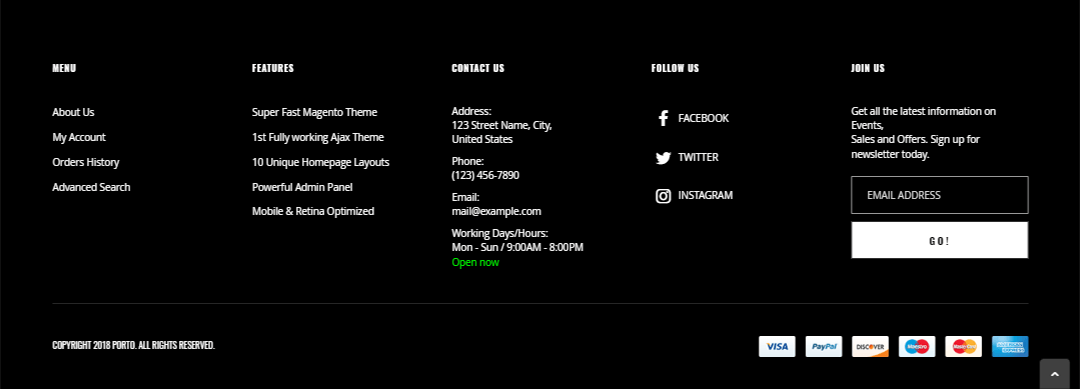 MENU
About Us
My Account
Orders History
Advanced Search
FEATURES
Super Fast Magento Theme
1st Fully working Ajax Theme
10 Unique Homepage Layouts
Powerful Admin Panel
Mobile & Retina Optimized
CONTACT US
Address:
123 Street Name, City,
United States
Phone:
(123) 456-7890
Email:
mail@example.com
Working Days/Hours:
Mon - Sun / 9:00AM - 8:00PM
Open now
FOLLOW US
FACEBOOK
TWITTER
INSTAGRAM
JOIN US
Get all the latest information on
Events,
Sales and Offers. Sign up for
newsletter today.
EMAIL ADDRESS
GO!
COPYRIGHT 2018 PORTO. ALL RIGHTS RESERVED.
VISA
PayPal
DISCOVER
Maestro
MasterCard
AMERICAN
EXPRESS